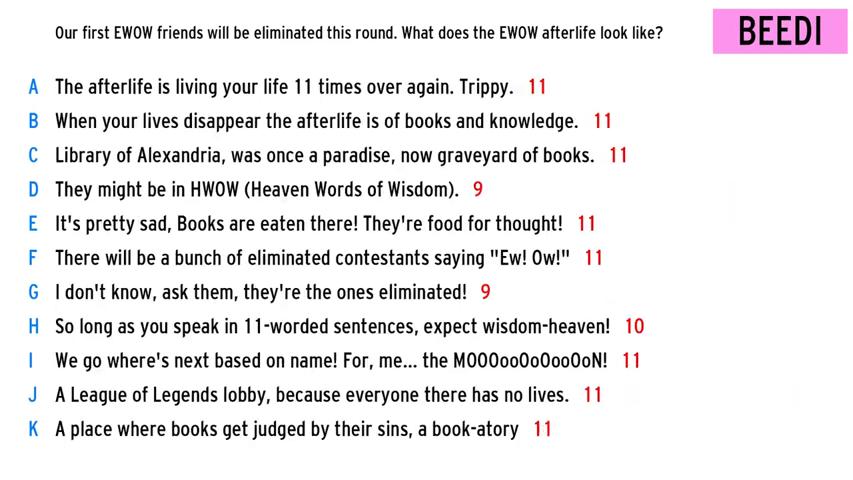 Our first EWOW friends will be eliminated this round. What does the EWOW afterlife look like?
BEEDI
A The afterlife is living your life 11 times over again. Trippy. 11
B When your lives disappear the afterlife is of books and knowledge. 11
C Library of Alexandria, was once a paradise, now graveyard of books. 11
D They might be in HWOW (Heaven Words of Wisdom). 9
E It's pretty sad, Books are eaten there! They're food for thought! 11
F There will be a bunch of eliminated contestants saying "Ew! Ow!" 11
G I don't know, ask them, they're the ones eliminated! 9
H So long as you speak in 11-worded sentences, expect wisdom-heaven! 10
I We go where's next based on name! For, me... the MOOOooOoOooOoN! 11
J A League of Legends lobby, because everyone there has no lives. 11
K A place where books get judged by their sins, a book-atory 11